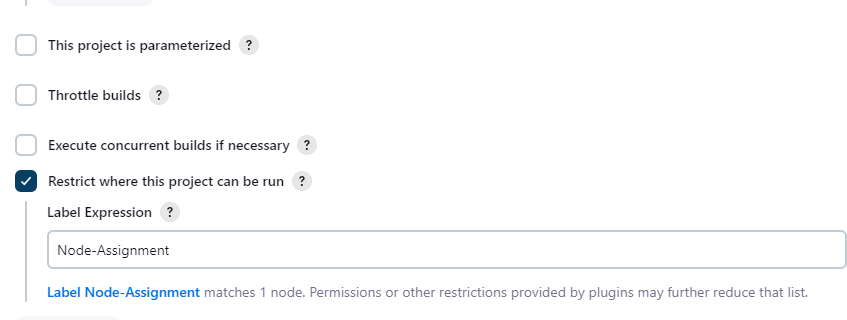 This project is parameterized ?
Throttle builds ?
Execute concurrent builds if necessary ?
Restrict where this project can be run ?
Label Expression ?
Node-Assignment
Label Node-Assignment matches 1 node. Permissions or other restrictions provided by plugins may further reduce that list.